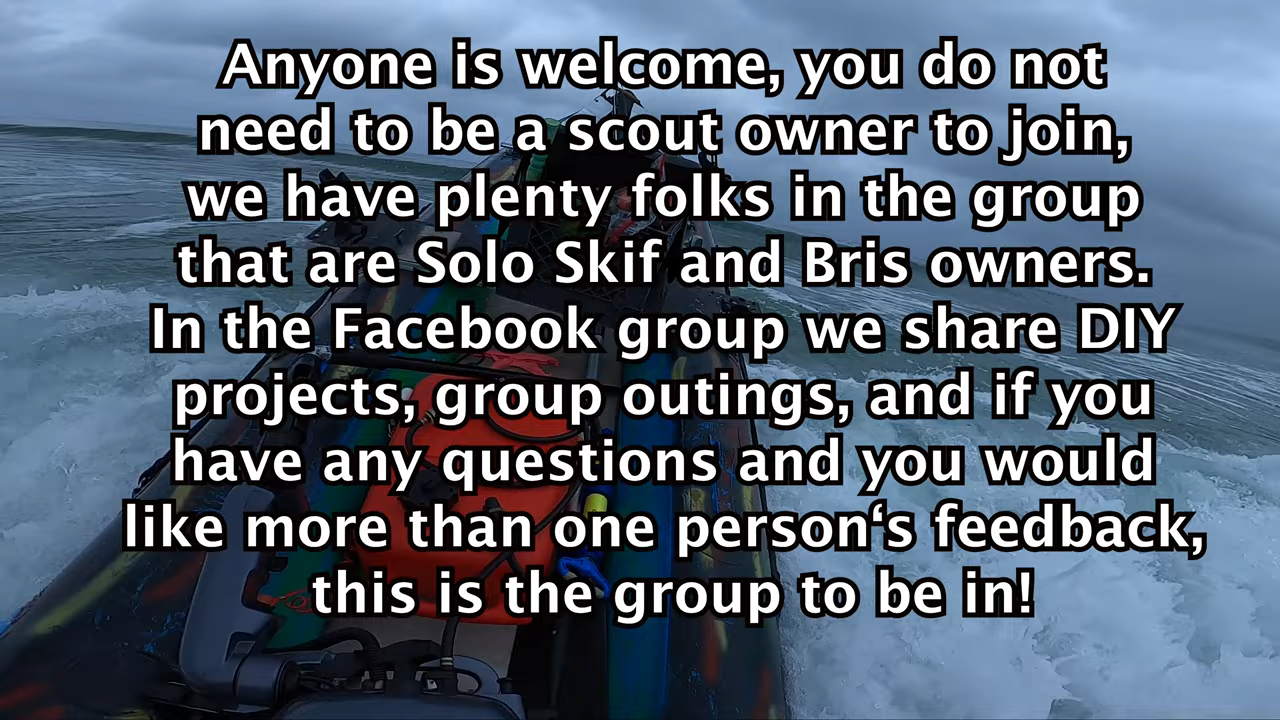 Anyone is welcome, you do not
need to be a scout owner to join,
we have plenty folks in the group
that are Solo Skif and Bris owners.
In the Facebook group we share DIY
projects, group outings, and if you
have any questions and you would
like more than one person‘s feedback,
this is the group to be in!